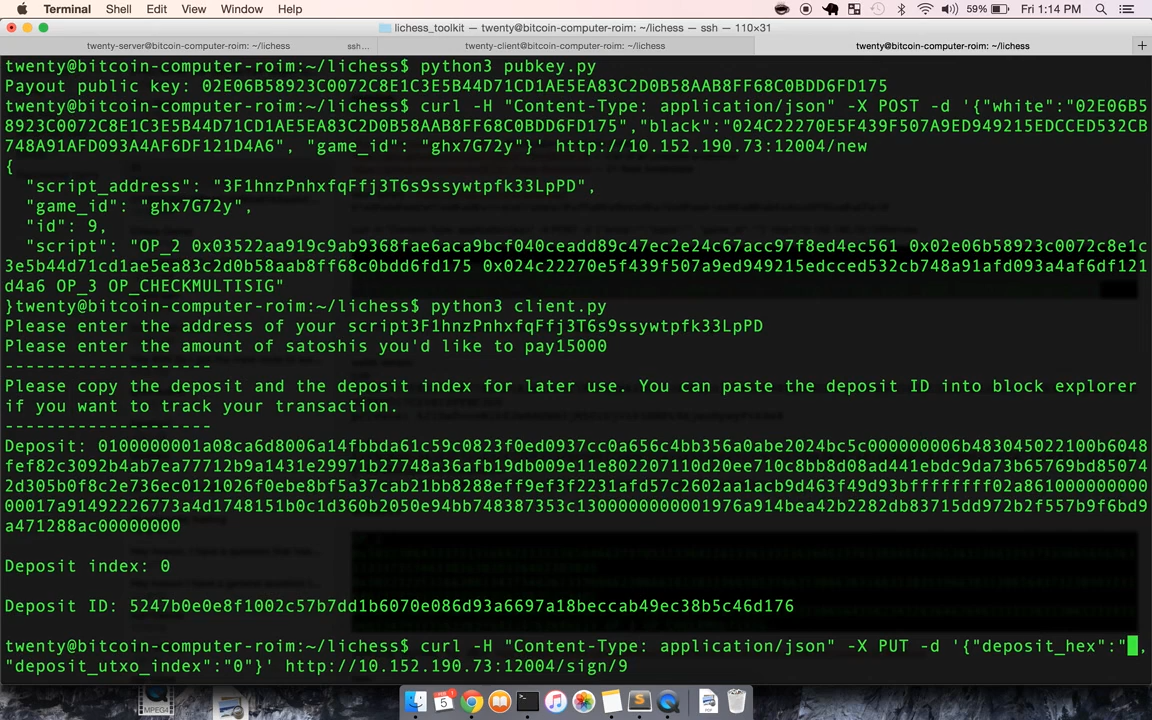 Terminal Shell Edit View Window Help 59% Fri 1:14 PM
lichess_toolkit — twenty@bitcoin-computer-roim: ~/lichess — ssh — 110×31
twenty-server@bitcoin-computer-roim: ~/lichess ssh... twenty-client@bitcoin-computer-roim: ~/lichess twenty@bitcoin-computer-roim: ~/lichess
twenty@bitcoin-computer-roim:~/lichess$ python3 pubkey.py
Payout public key: 02E06B58923C0072C8E1C3E5B44D71CD1AE5EA83C2D0B58AAB8FF68C0BDD6FD175
twenty@bitcoin-computer-roim:~/lichess$ curl -H "Content-Type: application/json" -X POST -d '{"white":"02E06B5
8923C0072C8E1C3E5B44D71CD1AE5EA83C2D0B58AAB8FF68C0BDD6FD175","black":"024C22270E5F439F507A9ED949215EDCCED532CB
748A91AFD093A4AF6DF121D4A6", "game_id": "ghx7G72y"}' http://10.152.190.73:12004/new
{
"script_address": "3F1hnzPnhxfqFfj3T6s9ssywtpfk33LpPD",
"game_id": "ghx7G72y",
"id": 9,
"script": "OP_2 0x03522aa919c9ab9368fae6aca9bcf040ceadd89c47ec2e24c67acc97f8ed4ec561 0x02e06b58923c0072c8e1c
3e5b44d71cd1ae5ea83c2d0b58aab8ff68c0bdd6fd175 0x024c22270e5f439f507a9ed949215edcced532cb748a91afd093a4af6df121
d4a6 OP_3 OP_CHECKMULTISIG"
}twenty@bitcoin-computer-roim:~/lichess$ python3 client.py
Please enter the address of your script3F1hnzPnhxfqFfj3T6s9ssywtpfk33LpPD
Please enter the amount of satoshis you'd like to pay15000
--------------------
Please copy the deposit and the deposit index for later use. You can paste the deposit ID into block explorer
if you want to track your transaction.
--------------------
Deposit: 0100000001a08ca6d8006a14fbbda61c59c0823f0ed0937cc0a656c4bb356a0abe2024bc5c000000006b483045022100b6048
fef82c3092b4ab7ea77712b9a1431e29971b27748a36afb19db009e11e802207110d20ee710c8bb8d08ad441ebdc9da73b65769bd85074
2d305b0f8c2e736ec0121026f0ebe8bf5a37cab21bb8288eff9ef3f2231afd57c2602aa1acb9d463f49d93bffffffff02a861000000000
00017a91492226773a4d1748151b0c1d360b2050e94bb748387353c1300000000001976a914bea42b2282db83715dd972b2f557b9f6bd9
a471288ac00000000
Deposit index: 0
Deposit ID: 5247b0e0e8f1002c57b7dd1b6070e086d93a6697a18beccab49ec38b5c46d176
twenty@bitcoin-computer-roim:~/lichess$ curl -H "Content-Type: application/json" -X PUT -d '{"deposit_hex":"",
"deposit_utxo_index":"0"}' http://10.152.190.73:12004/sign/9